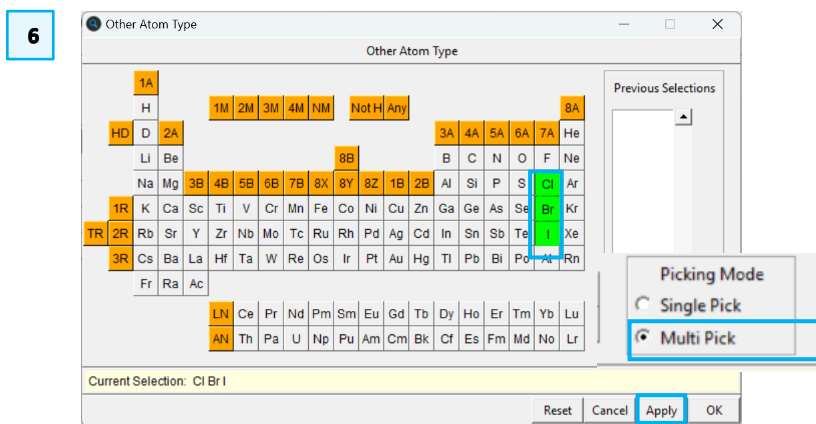 6
Other Atom Type
Other Atom Type
1A
H 1M 2M 3M 4M NM Not H Any 8A
HD D 2A 3A 4A 5A 6A 7A He
Li Be 8B B C N O F Ne
Na Mg 3B 4B 5B 6B 7B 8X 8Y 8Z 1B 2B Al Si P S Cl Ar
1R K Ca Sc Ti V Cr Mn Fe Co Ni Cu Zn Ga Ge As Se Br Kr
TR 2R Rb Sr Y Zr Nb Mo Tc Ru Rh Pd Ag Cd In Sn Sb Te I Xe
3R Cs Ba La Hf Ta W Re Os Ir Pt Au Hg Tl Pb Bi Po At Rn
Fr Ra Ac
LN Ce Pr Nd Pm Sm Eu Gd Tb Dy Ho Er Tm Yb Lu
AN Th Pa U Np Pu Am Cm Bk Cf Es Fm Md No Lr
Previous Selections
Picking Mode
Single Pick
Multi Pick
Current Selection: Cl Br I
Reset Cancel Apply OK